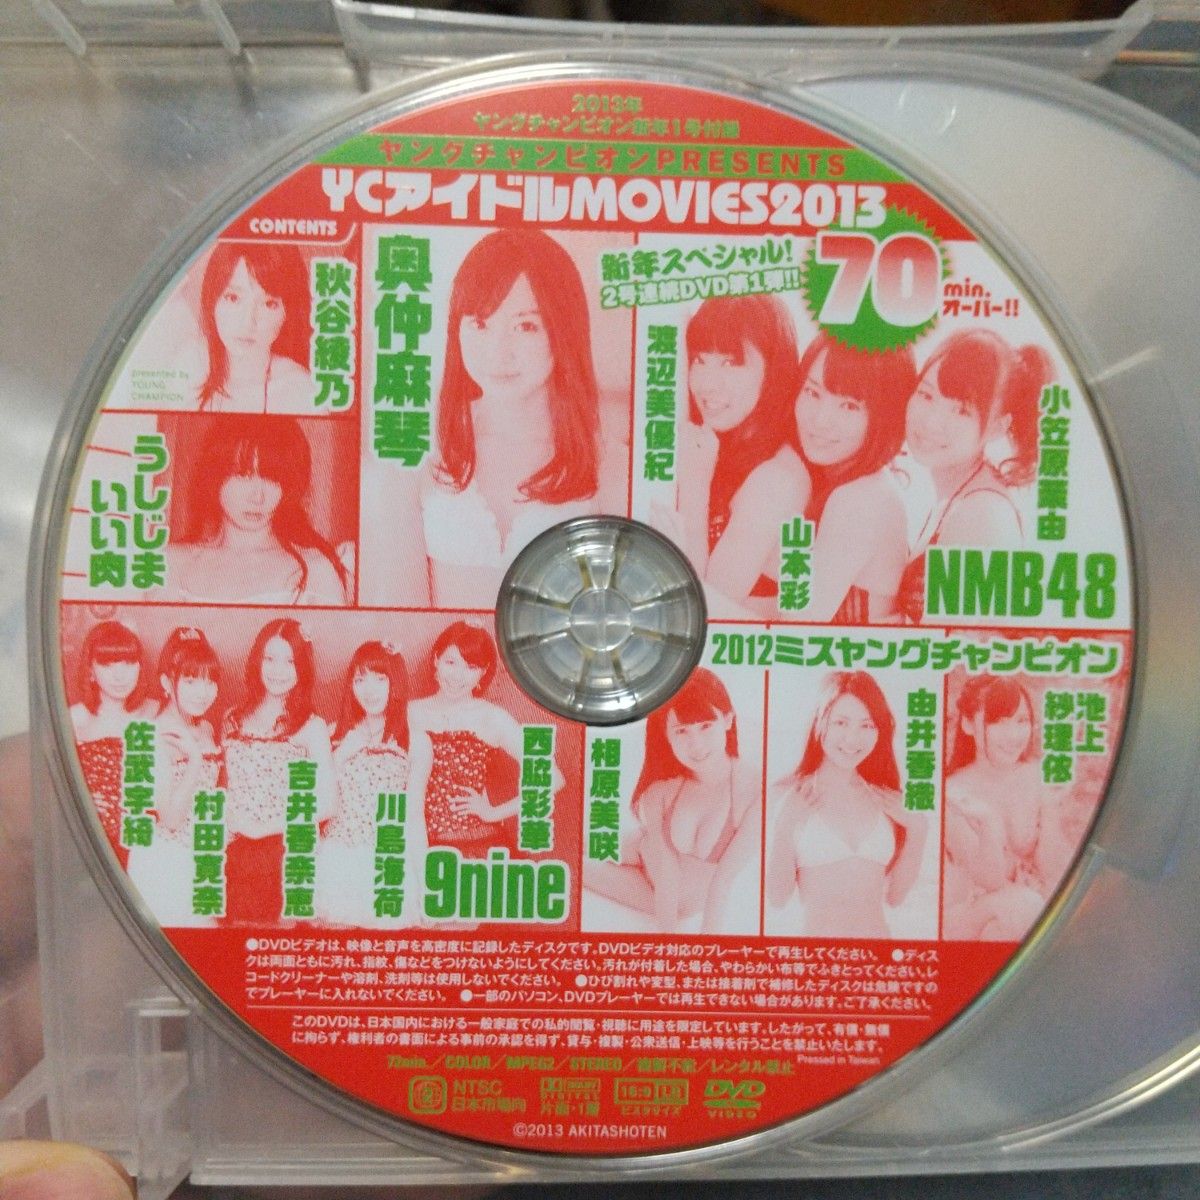 2013年
ヤングチャンピオン新年1号付録
ヤングチャンピオンPRESENTS
YCアイドルMOVIES2013
CONTENTS
新年スペシャル!
2号連続DVD第1弾!!
70
min.
オーバー!!
秋谷綾乃
presented by
YOUNG
CHAMPION
奥仲麻琴
渡辺美優紀
山本彩
小笠原茉由
NMB48
うしじま
いい肉
佐武宇綺
村田寛奈
吉井香奈恵
川島海荷
西脇彩華
9nine
2012ミスヤングチャンピオン
相原美咲
由井香織
池上
紗理依
●DVDビデオは、映像と音声を高密度に記録したディスクです。DVDビデオ対応のプレーヤーで再生してください。 ●ディス
クは両面ともに汚れ、指紋、傷などをつけないようにしてください。汚れが付着した場合、やわらかい布等でふきとってください。レ
コードクリーナーや溶剤、洗剤等は使用しないでください。 ●ひび割れや変型、または接着剤で補修したディスクは危険ですの
でプレーヤーに入れないでください。 ●一部のパソコン、DVDプレーヤーでは再生できない場合があります。ご了承ください。
このDVDは、日本国内における一般家庭での私的閲覧・視聴に用途を限定しています。したがって、有償・無償
に拘らず、権利者の書面による事前の承認を得ず、貸与・複製・公衆送信・上映等を行うことを禁止いたします。
Pressed in Taiwan
72min.／COLOR／MPEG2／STEREO／複製不能／レンタル禁止
2
NTSC
日本市場向
DOLBY
DIGITAL
片面・1層
16:9 LB
ビスタサイズ
DVD
VIDEO
©2013 AKITASHOTEN